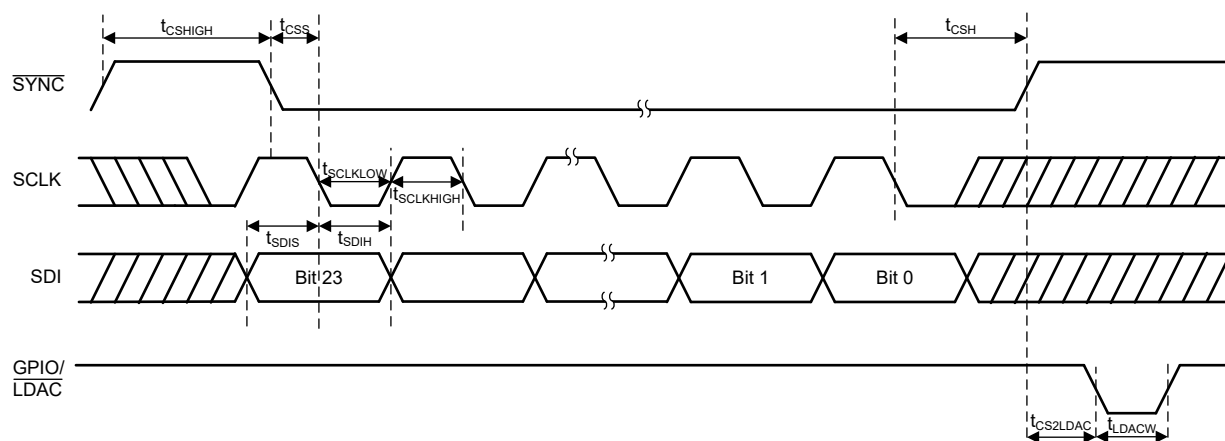 tCSHIGH tCSS tCSH
SYNC
SCLK
tSCLKLOW
tSCLKHIGH
tSDIS tSDIH
SDI
Bit 23 Bit 1 Bit 0
GPIO/
LDAC
tCS2LDAC tLDACW